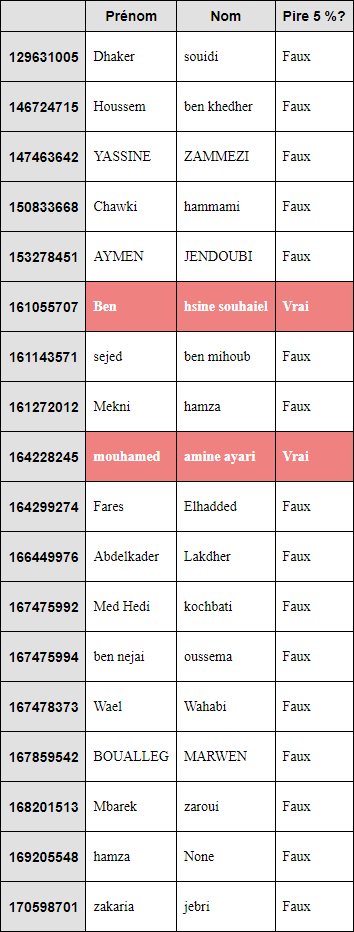 Prénom Nom Pire 5 %?
129631005 Dhaker souidi Faux
146724715 Houssem ben khedher Faux
147463642 YASSINE ZAMMEZI Faux
150833668 Chawki hammami Faux
153278451 AYMEN JENDOUBI Faux
161055707 Ben hsine souhaiel Vrai
161143571 sejed ben mihoub Faux
161272012 Mekni hamza Faux
164228245 mouhamed amine ayari Vrai
164299274 Fares Elhadded Faux
166449976 Abdelkader Lakdher Faux
167475992 Med Hedi kochbati Faux
167475994 ben nejai oussema Faux
167478373 Wael Wahabi Faux
167859542 BOUALLEG MARWEN Faux
168201513 Mbarek zaroui Faux
169205548 hamza None Faux
170598701 zakaria jebri Faux